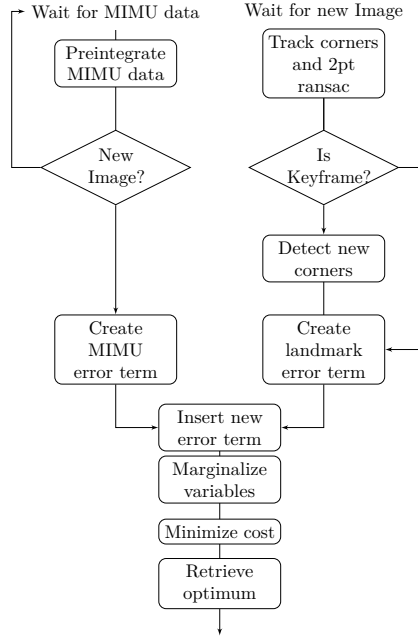 Wait for MIMU data
Preintegrate
MIMU data
New
Image?
Create
MIMU
error term
Wait for new Image
Track corners
and 2pt
ransac
Is
Keyframe?
Detect new
corners
Create
landmark
error term
Insert new
error term
Marginalize
variables
Minimize cost
Retrieve
optimum